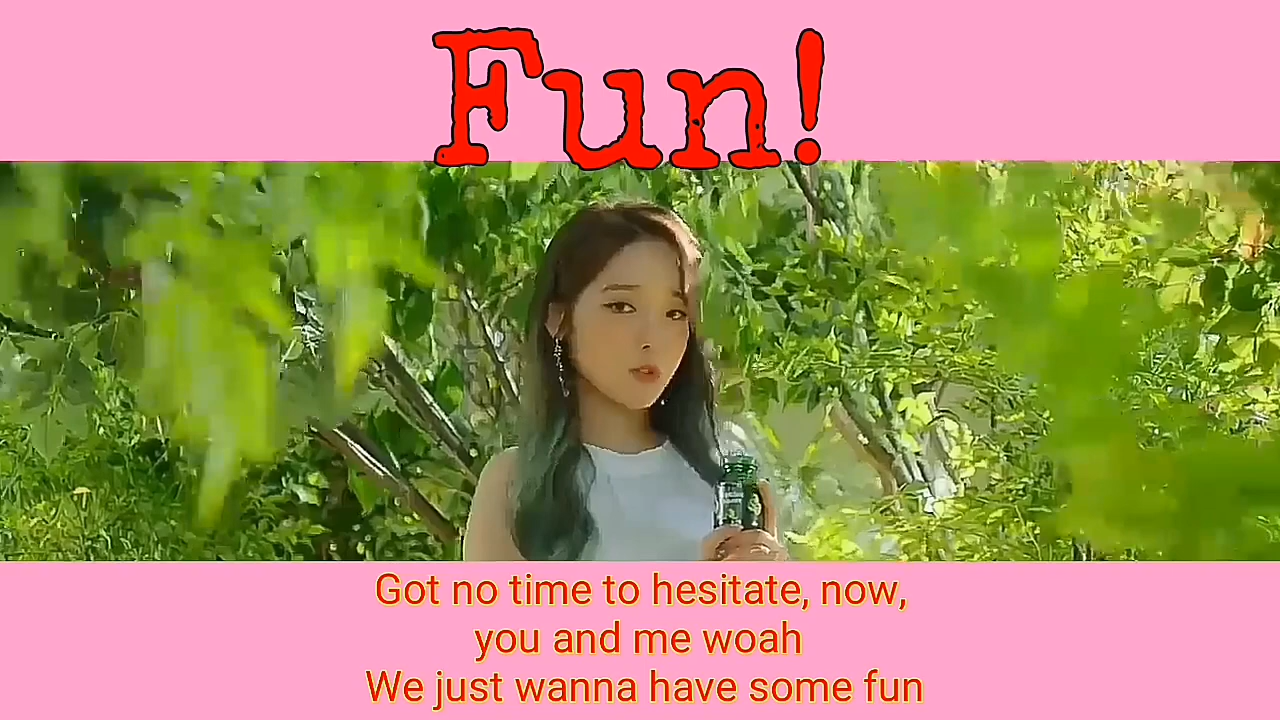 Fun!
Got no time to hesitate, now,
you and me woah
We just wanna have some fun